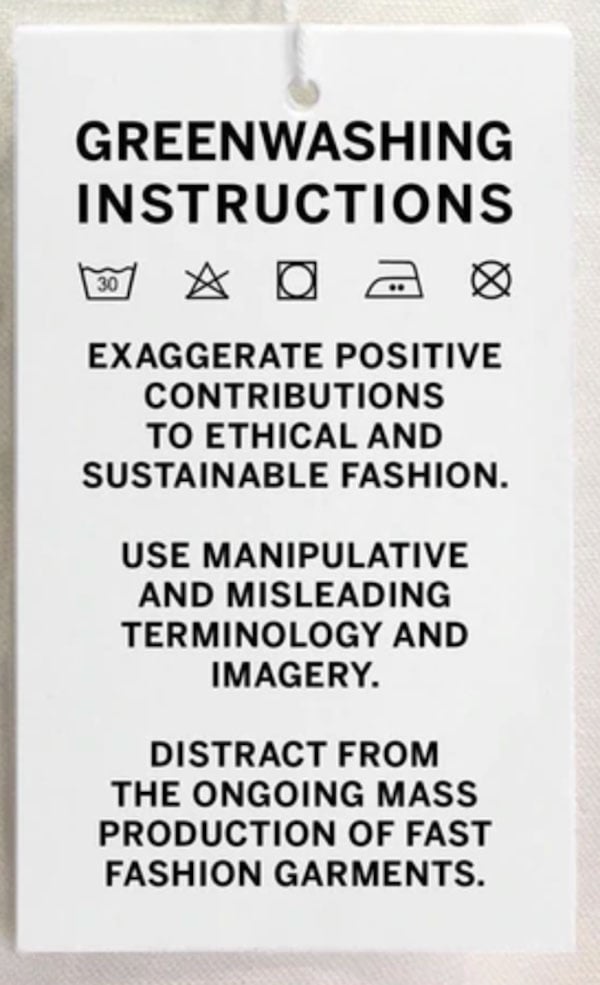 GREENWASHING
INSTRUCTIONS
30
EXAGGERATE POSITIVE
CONTRIBUTIONS
TO ETHICAL AND
SUSTAINABLE FASHION.
USE MANIPULATIVE
AND MISLEADING
TERMINOLOGY AND
IMAGERY.
DISTRACT FROM
THE ONGOING MASS
PRODUCTION OF FAST
FASHION GARMENTS.